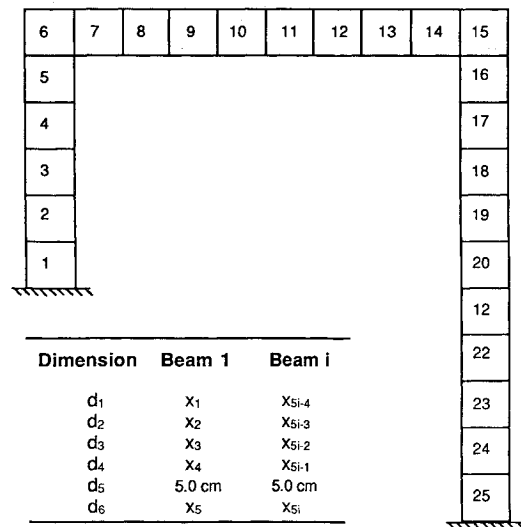 6 7 8 9 10 11 12 13 14 15
5 16
4 17
3 18
2 19
1 20
12
22
23
24
25
Dimension Beam 1 Beam i
d₁ x₁ x₅ᵢ₋₄
d₂ x₂ x₅ᵢ₋₃
d₃ x₃ x₅ᵢ₋₂
d₄ x₄ x₅ᵢ₋₁
d₅ 5.0 cm 5.0 cm
d₆ x₅ x₅ᵢ